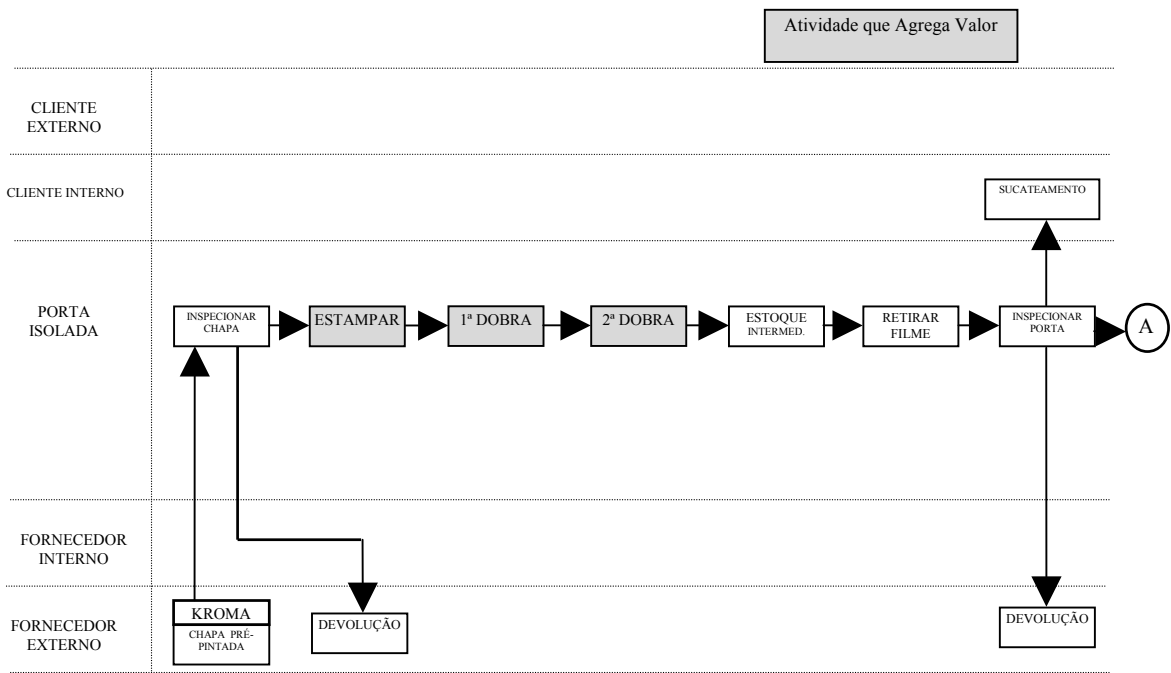 Atividade que Agrega Valor
CLIENTE
EXTERNO
CLIENTE INTERNO
SUCATEAMENTO
PORTA
ISOLADA
INSPECIONAR
CHAPA
ESTAMPAR
1ª DOBRA
2ª DOBRA
ESTOQUE
INTERMED.
RETIRAR
FILME
INSPECIONAR
PORTA
A
FORNECEDOR
INTERNO
FORNECEDOR
EXTERNO
KROMA
CHAPA PRÉ-
PINTADA
DEVOLUÇÃO
DEVOLUÇÃO